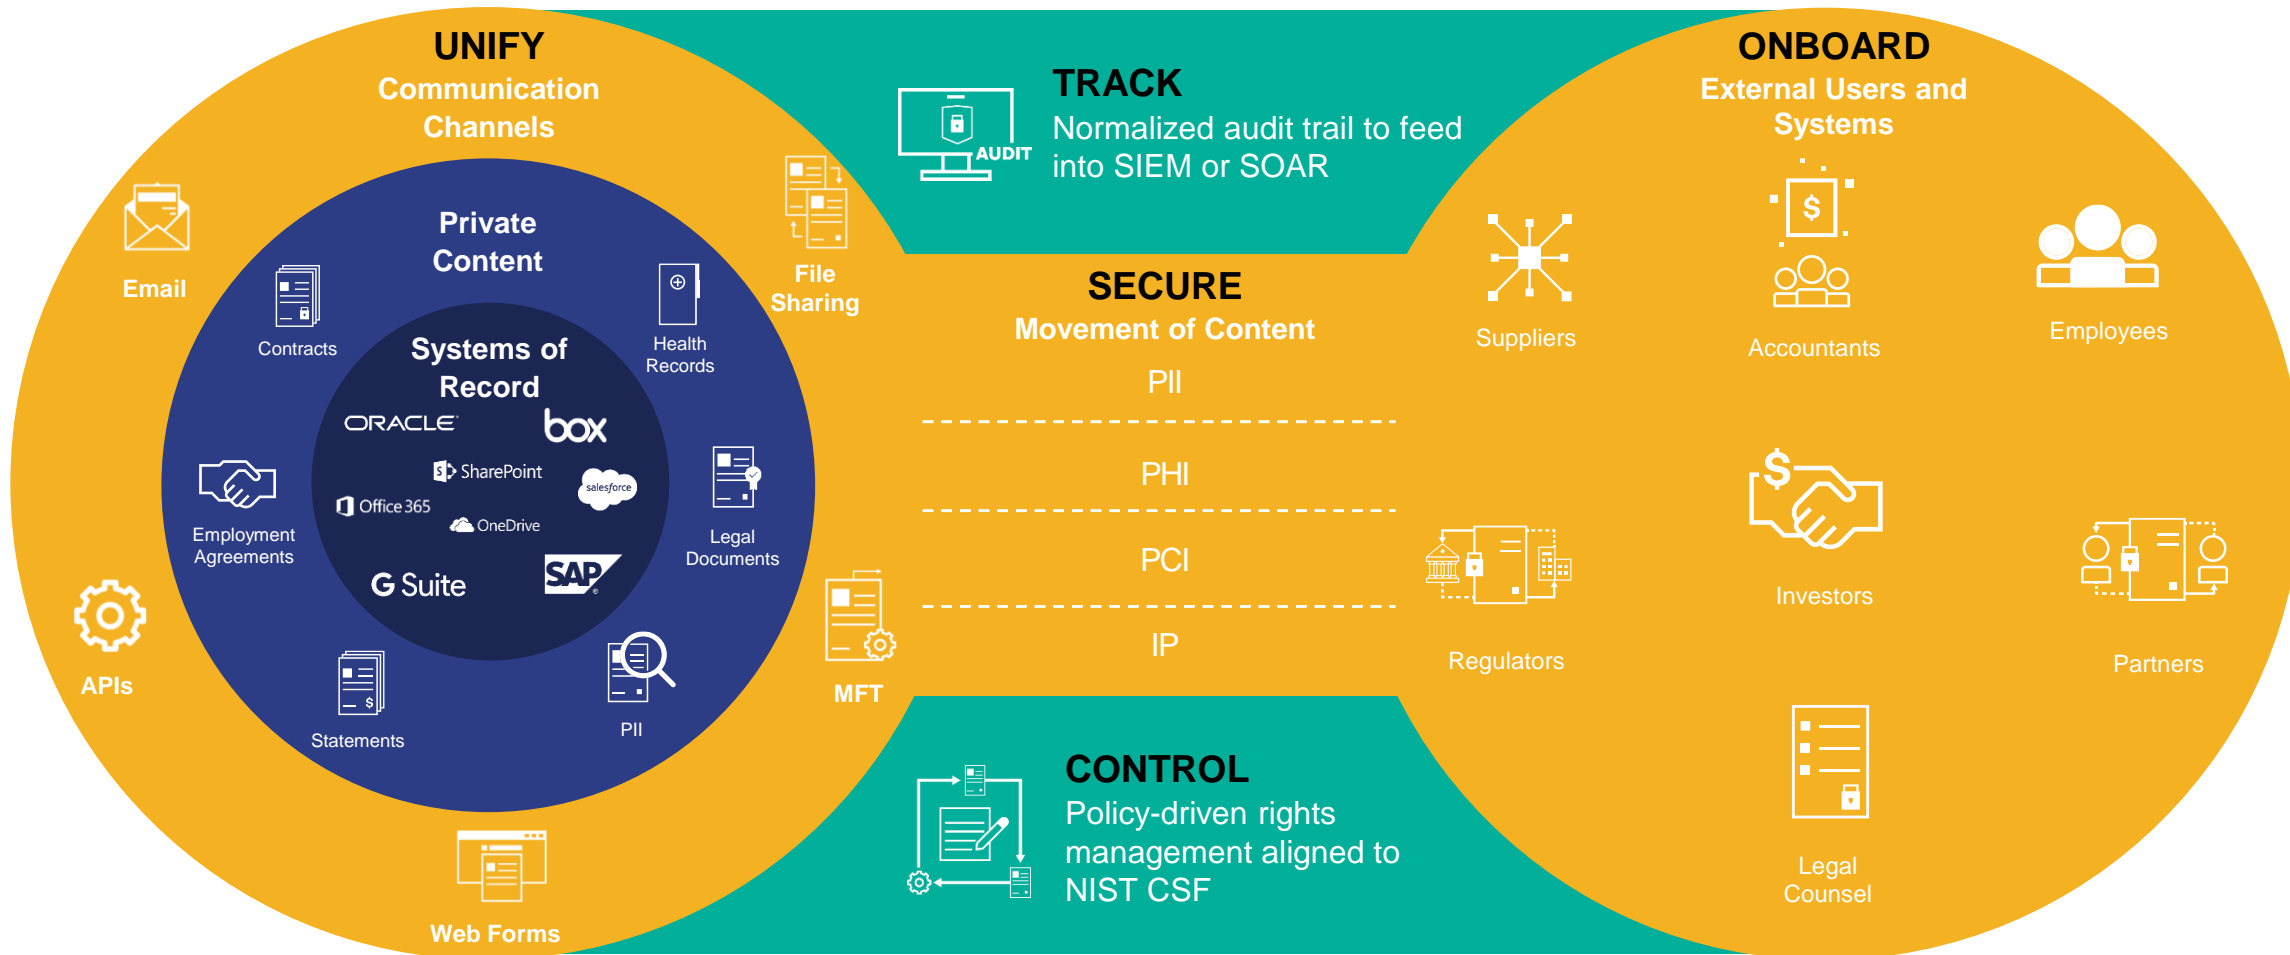 UNIFY
Communication
Channels
Email
File
Sharing
APIs
MFT
Web Forms
Private
Content
Contracts
Health
Records
Employment
Agreements
Legal
Documents
Statements
PII
Systems of
Record
ORACLE
box
S SharePoint
salesforce
Office 365
OneDrive
G Suite
SAP
TRACK
Normalized audit trail to feed
into SIEM or SOAR
AUDIT
SECURE
Movement of Content
PII
PHI
PCI
IP
CONTROL
Policy-driven rights
management aligned to
NIST CSF
ONBOARD
External Users and
Systems
$
Suppliers
Accountants
Employees
$
Regulators
Investors
Partners
Legal
Counsel